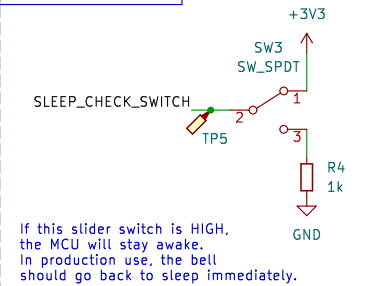 +3V3
SW3
SW_SPDT
SLEEP_CHECK_SWITCH
1
2
TP5
3
R4
1k
GND
If this slider switch is HIGH,
the MCU will stay awake.
In production use, the bell
should go back to sleep immediately.